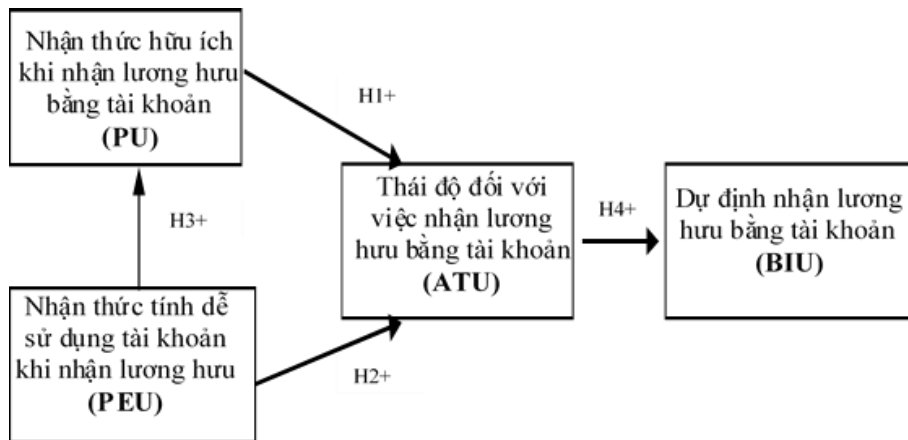 Nhận thức hữu ích
khi nhận lương hưu
bằng tài khoản
(PU)
H1+
H3+
Thái độ đối với
việc nhận lương
hưu bằng tài khoản
(ATU)
H4+
Dự định nhận lương
hưu bằng tài khoản
(BIU)
Nhận thức tính dễ
sử dụng tài khoản
khi nhận lương hưu
(PEU)
H2+